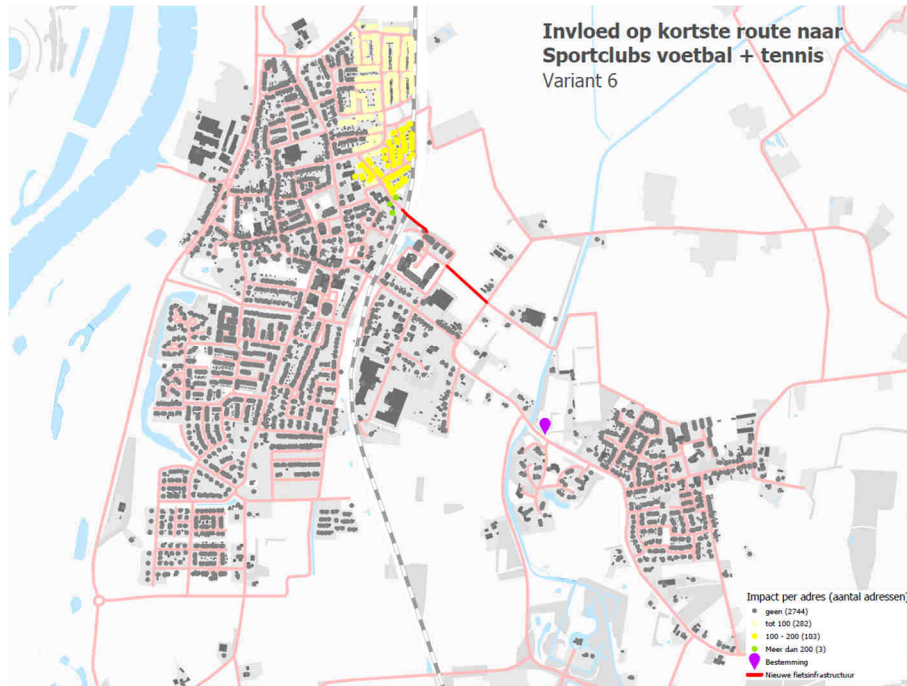 Invloed op kortste route naar
Sportclubs voetbal + tennis
Variant 6
Impact per adres (aantal adressen)
geen (2744)
tot 100 (282)
100 - 200 (103)
Meer dan 200 (3)
Bestemming
Nieuwe fietsinfrastructuur